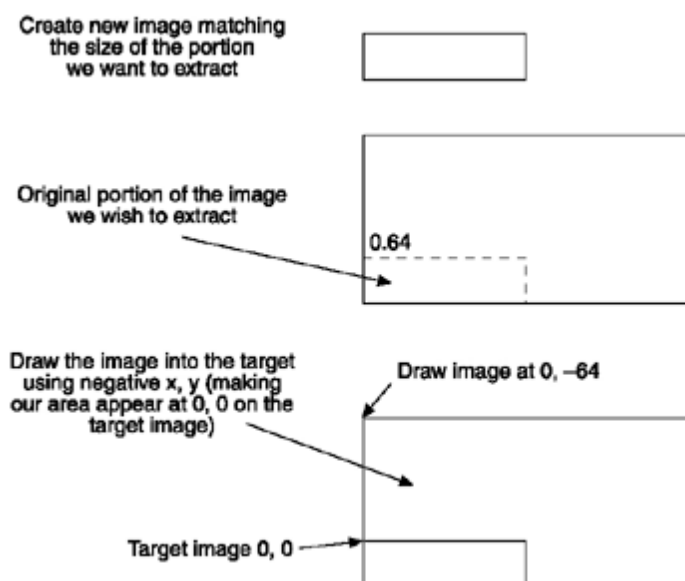 Create new image matching
the size of the portion
we want to extract
Original portion of the image
we wish to extract
0.64
Draw the image into the target
using negative x, y (making
our area appear at 0, 0 on the
target image)
Draw image at 0, –64
Target image 0, 0